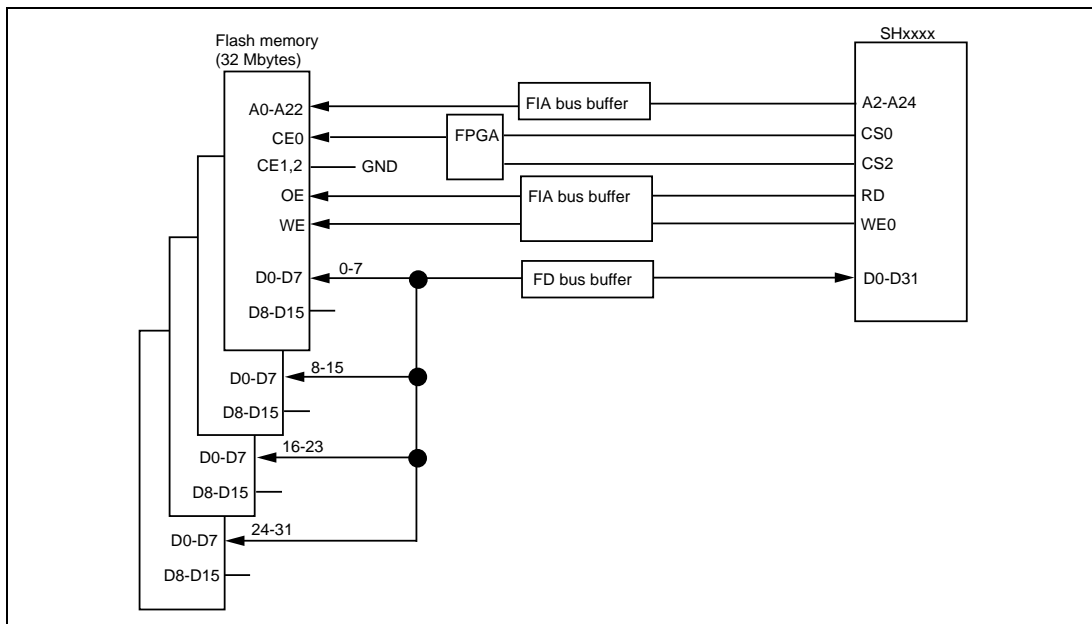 Flash memory
(32 Mbytes)
SHxxxx
A0-A22
FIA bus buffer
A2-A24
CE0
FPGA
CS0
CE1,2
GND
CS2
OE
FIA bus buffer
RD
WE
WE0
D0-D7
0-7
FD bus buffer
D0-D31
D8-D15
D0-D7
8-15
D8-D15
D0-D7
16-23
D8-D15
D0-D7
24-31
D8-D15